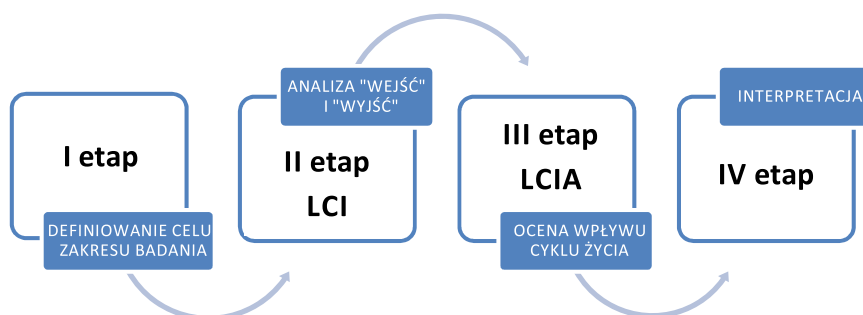 I etap
DEFINIOWANIE CELU
ZAKRESU BADANIA
ANALIZA "WEJŚĆ"
I "WYJŚĆ"
II etap
LCI
III etap
LCIA
OCENA WPŁYWU
CYKLU ŻYCIA
INTERPRETACJA
IV etap